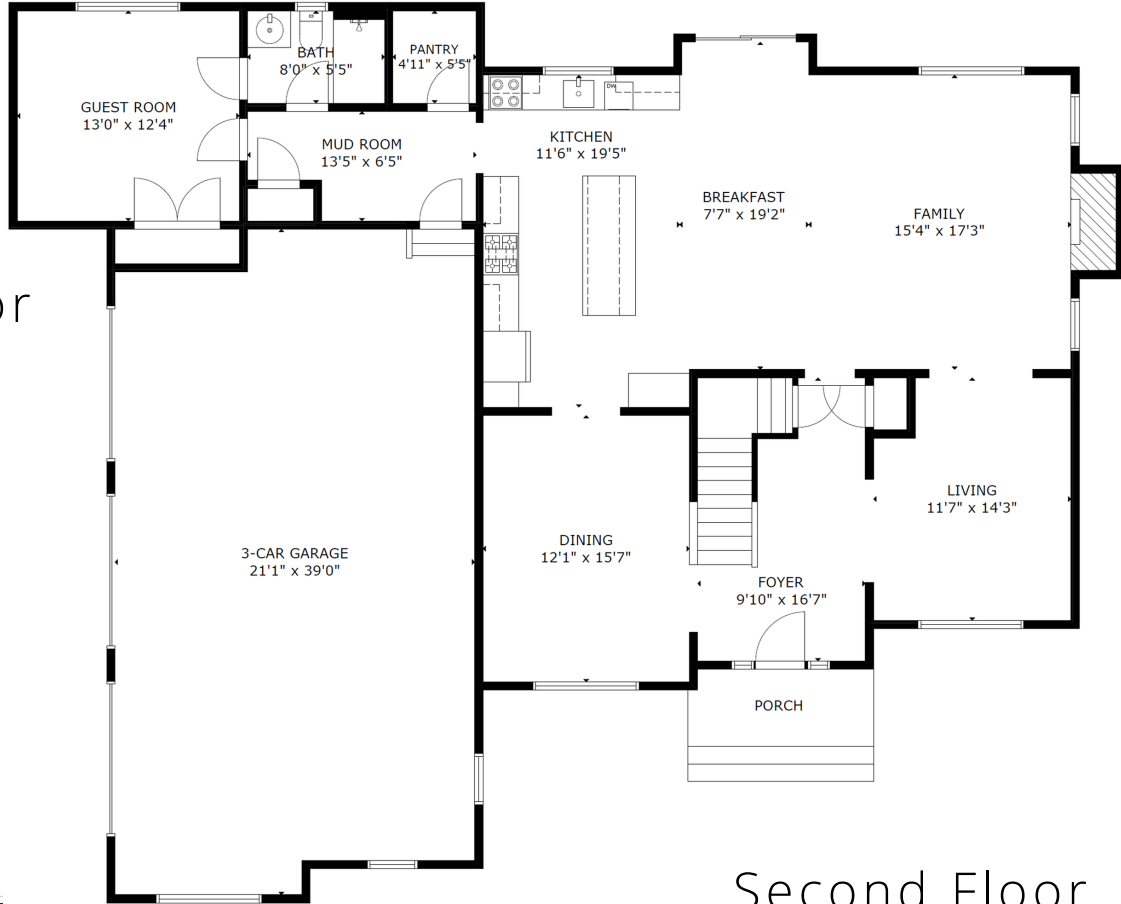 BATH
8'0" x 5'5"
PANTRY
4'11" x 5'5"
GUEST ROOM
13'0" x 12'4"
MUD ROOM
13'5" x 6'5"
DW
KITCHEN
11'6" x 19'5"
BREAKFAST
7'7" x 19'2"
FAMILY
15'4" x 17'3"
or
LIVING
11'7" x 14'3"
DINING
12'1" x 15'7"
3-CAR GARAGE
21'1" x 39'0"
FOYER
9'10" x 16'7"
PORCH
Second Floor